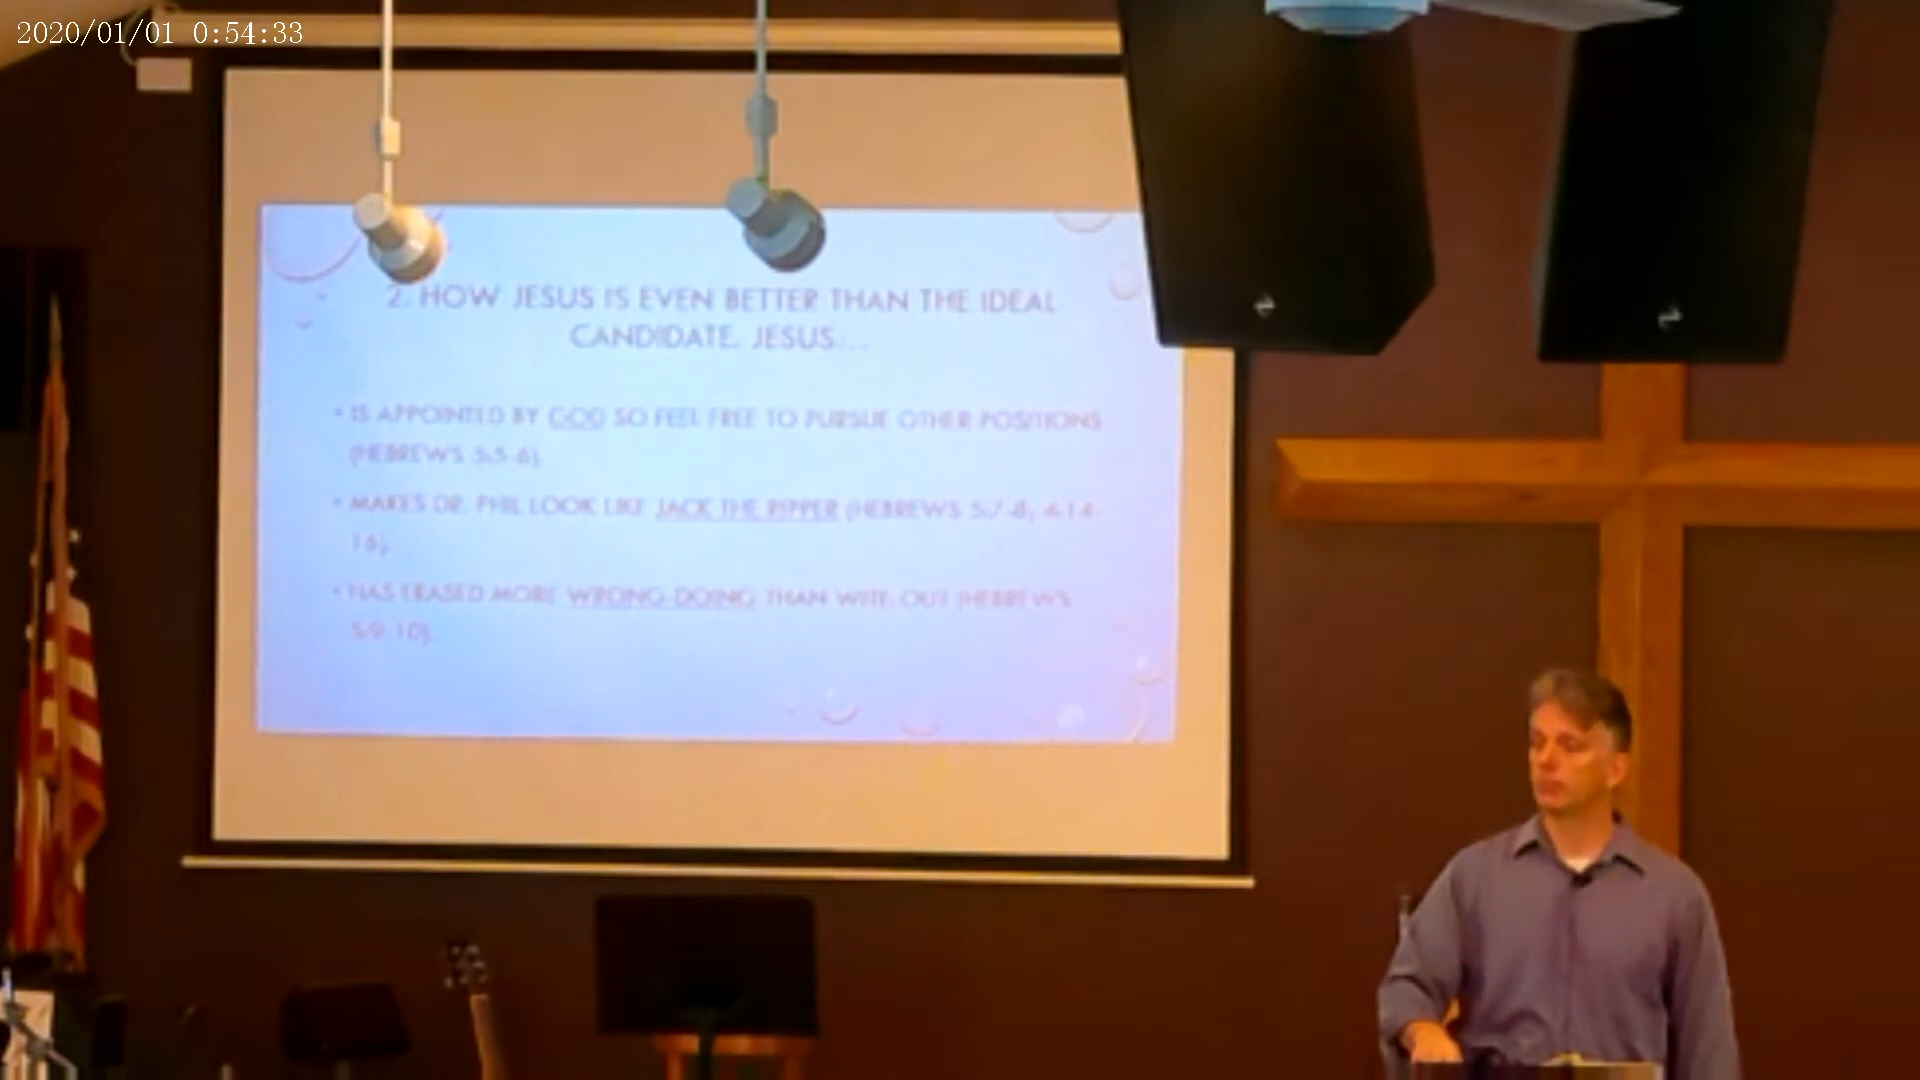 2020/01/01 0:54:33
2. HOW JESUS IS EVEN BETTER THAN THE IDEAL
CANDIDATE. JESUS...
• IS APPOINTED BY GOD SO FEEL FREE TO PURSUE OTHER POSITIONS
(HEBREWS 5:5-6).
• MAKES DR. PHIL LOOK LIKE JACK THE RIPPER (HEBREWS 5:7-8; 4:14-
16).
• HAS ERASED MORE WRONG-DOING THAN WITE-OUT (HEBREWS
5:9-10).